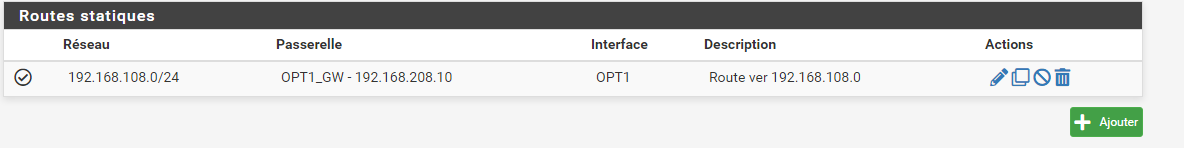 Routes statiques
Réseau Passerelle Interface Description Actions
192.168.108.0/24 OPT1_GW - 192.168.208.10 OPT1 Route ver 192.168.108.0
Ajouter